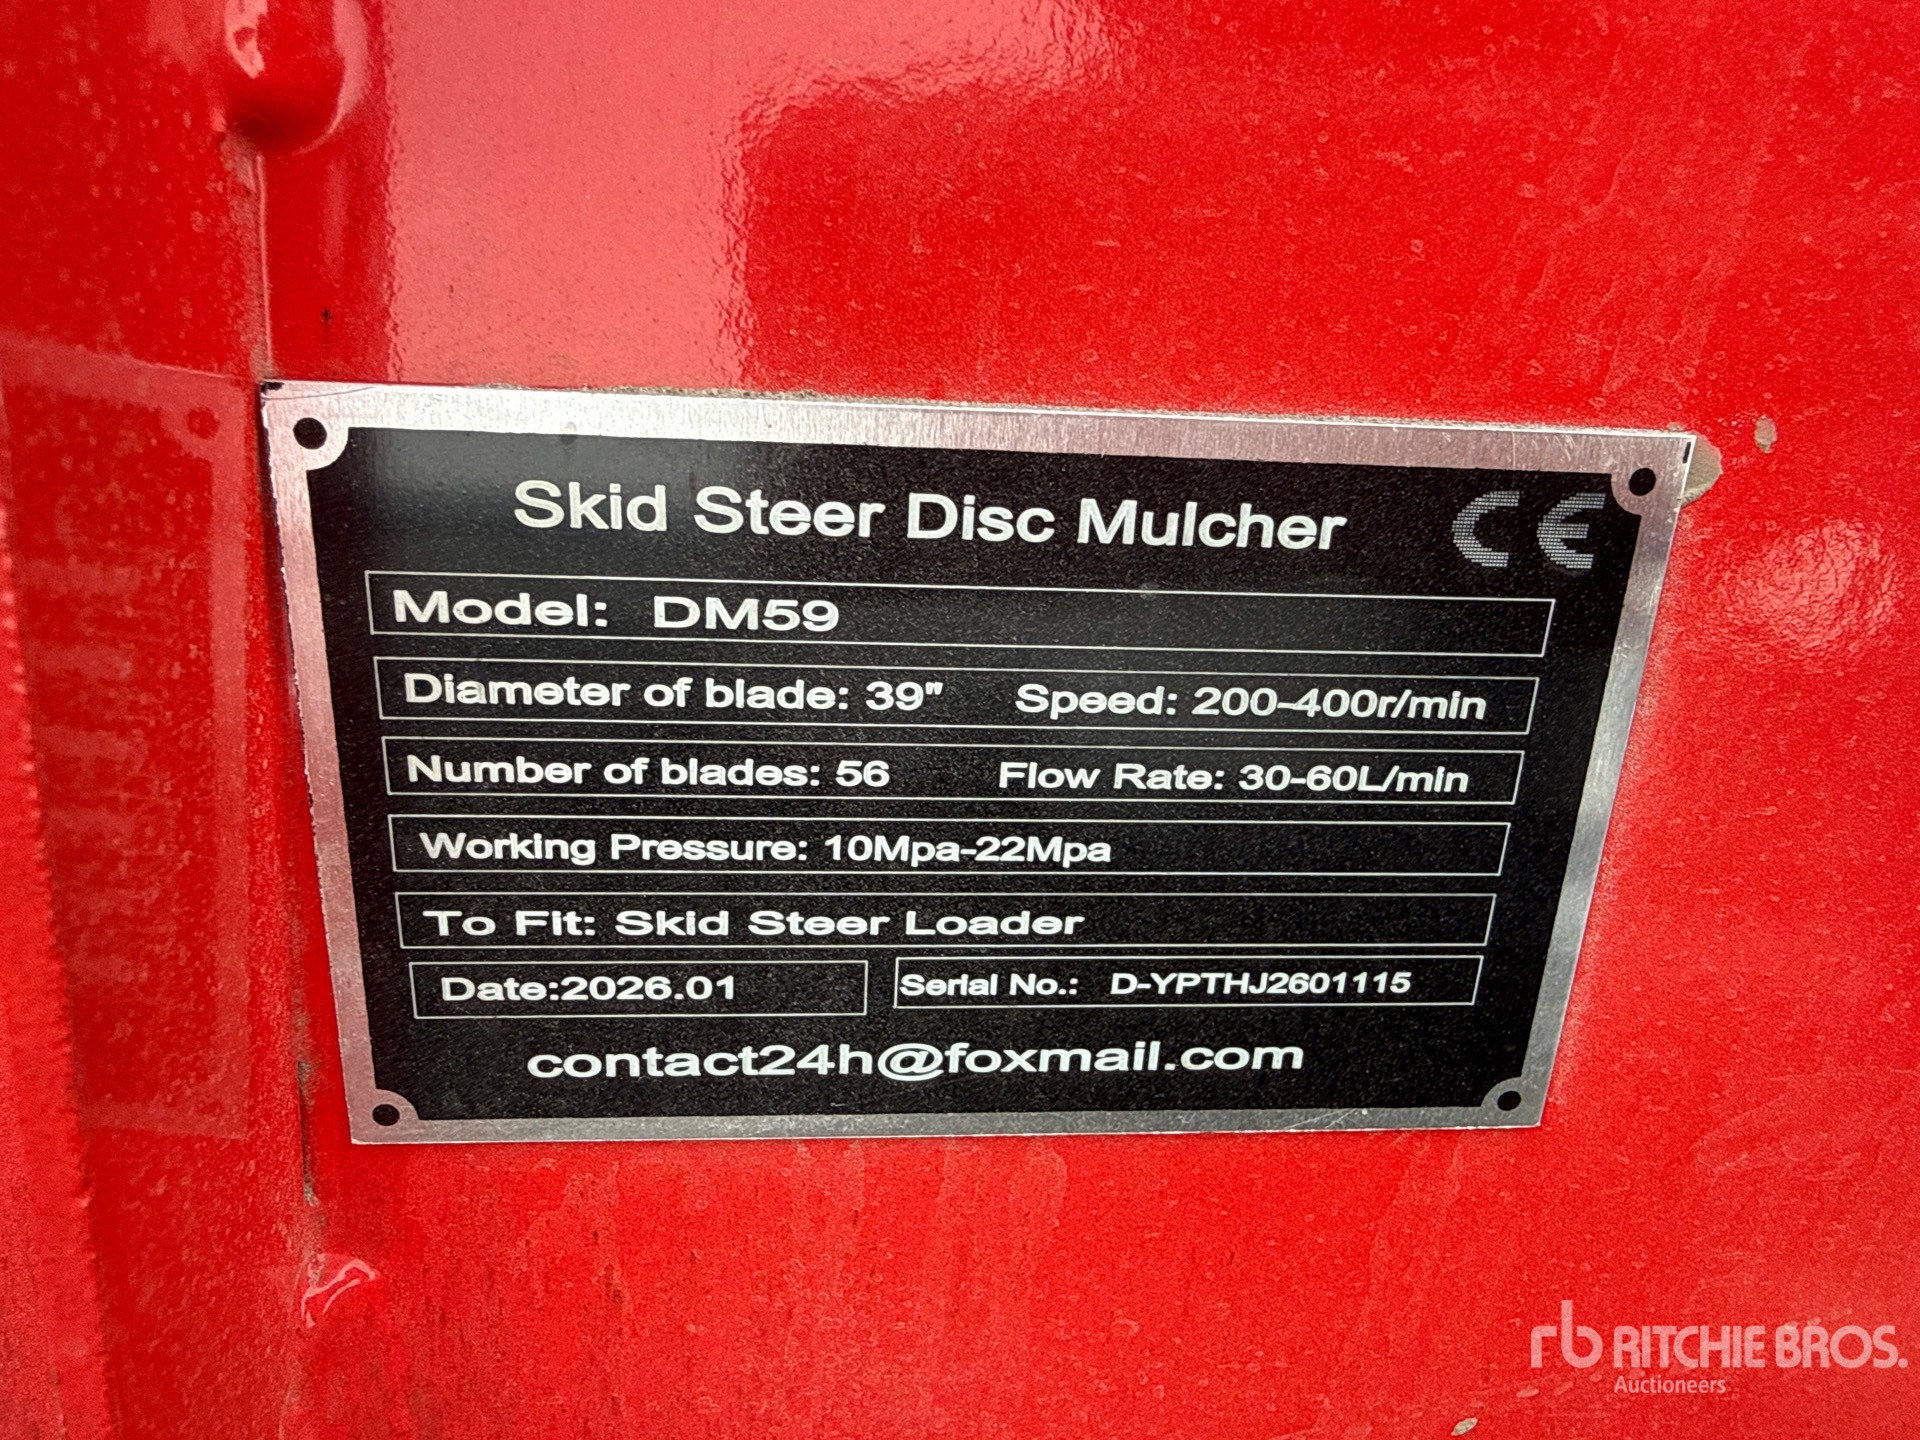 Skid Steer Disc Mulcher CE
Model: DM59
Diameter of blade: 39" Speed: 200-400r/min
Number of blades: 56 Flow Rate: 30-60L/min
Working Pressure: 10Mpa-22Mpa
To Fit: Skid Steer Loader
Date:2026.01 Serial No.: D-YPTHJ2601115
contact24h@foxmail.com
rb RITCHIE BROS.
Auctioneers